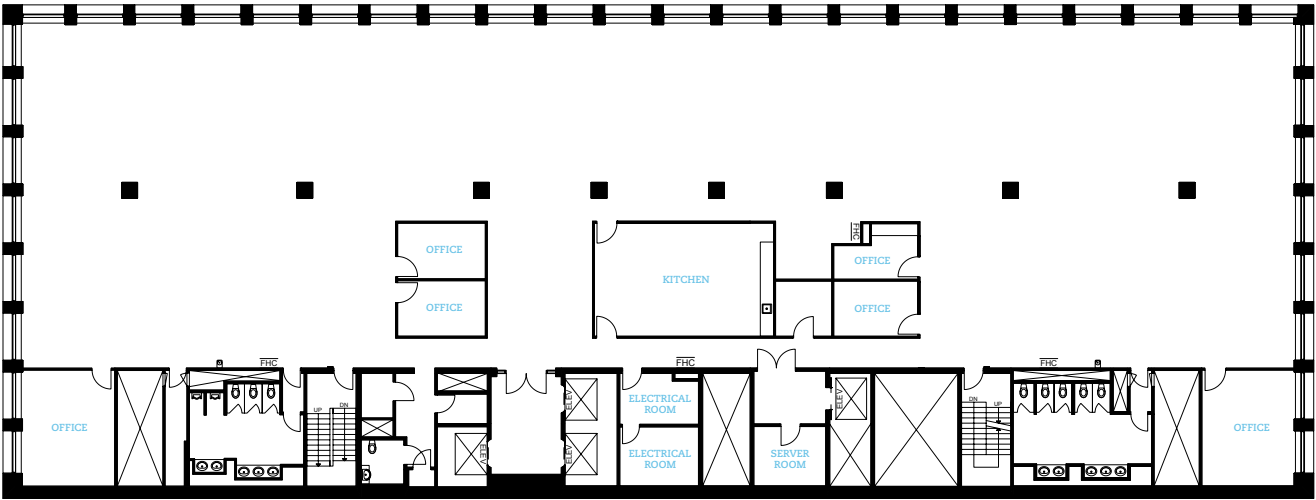 OFFICE
FHC
OFFICE
KITCHEN
OFFICE
OFFICE
FHC
FHC
FHC
ELEV
ELECTRICAL
ROOM
ELEV
UP
DN
DN
UP
OFFICE
OFFICE
ELEV
ELEV
ELECTRICAL
ROOM
SERVER
ROOM